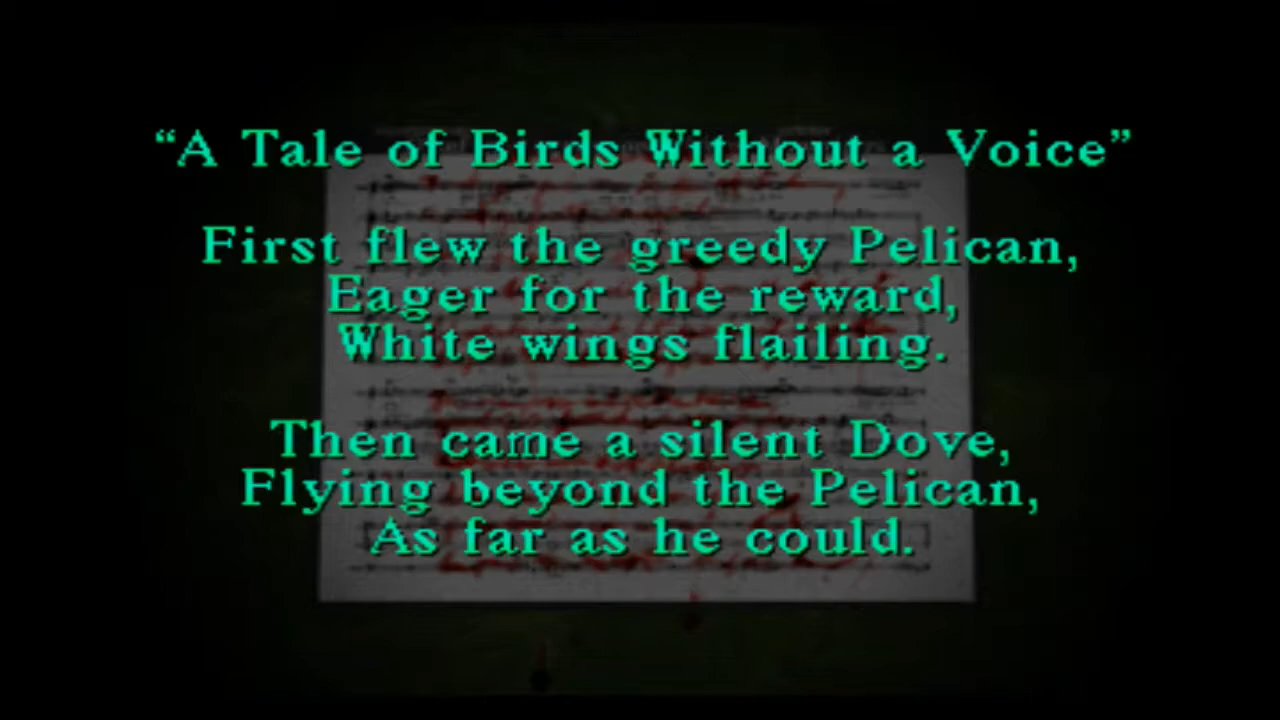 “A Tale of Birds Without a Voice”
First flew the greedy Pelican,
Eager for the reward,
White wings flailing.
Then came a silent Dove,
Flying beyond the Pelican,
As far as he could.